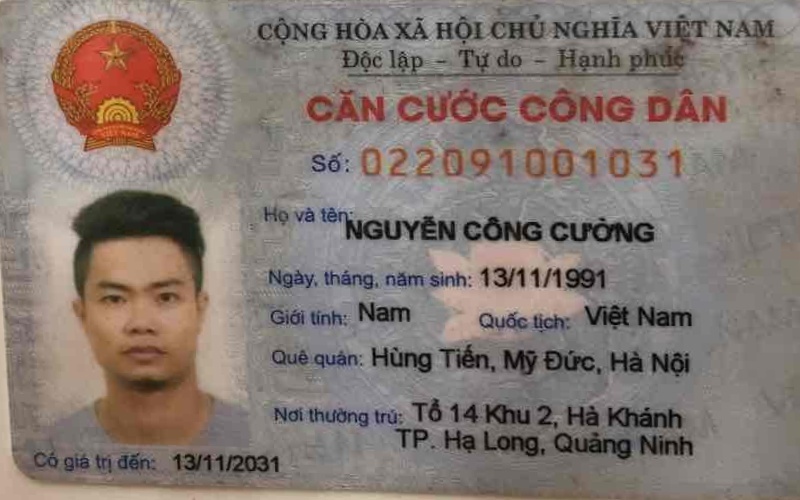 CỘNG HÒA XÃ HỘI CHỦ NGHĨA VIỆT NAM
Độc lập - Tự do - Hạnh phúc
CĂN CƯỚC CÔNG DÂN
Số: 022091001031
Họ và tên: NGUYỄN CÔNG CƯỜNG
Ngày, tháng, năm sinh: 13/11/1991
Giới tính: Nam Quốc tịch: Việt Nam
Quê quán: Hùng Tiến, Mỹ Đức, Hà Nội
Nơi thường trú: Tổ 14 Khu 2, Hà Khánh
TP. Hạ Long, Quảng Ninh
Có giá trị đến: 13/11/2031